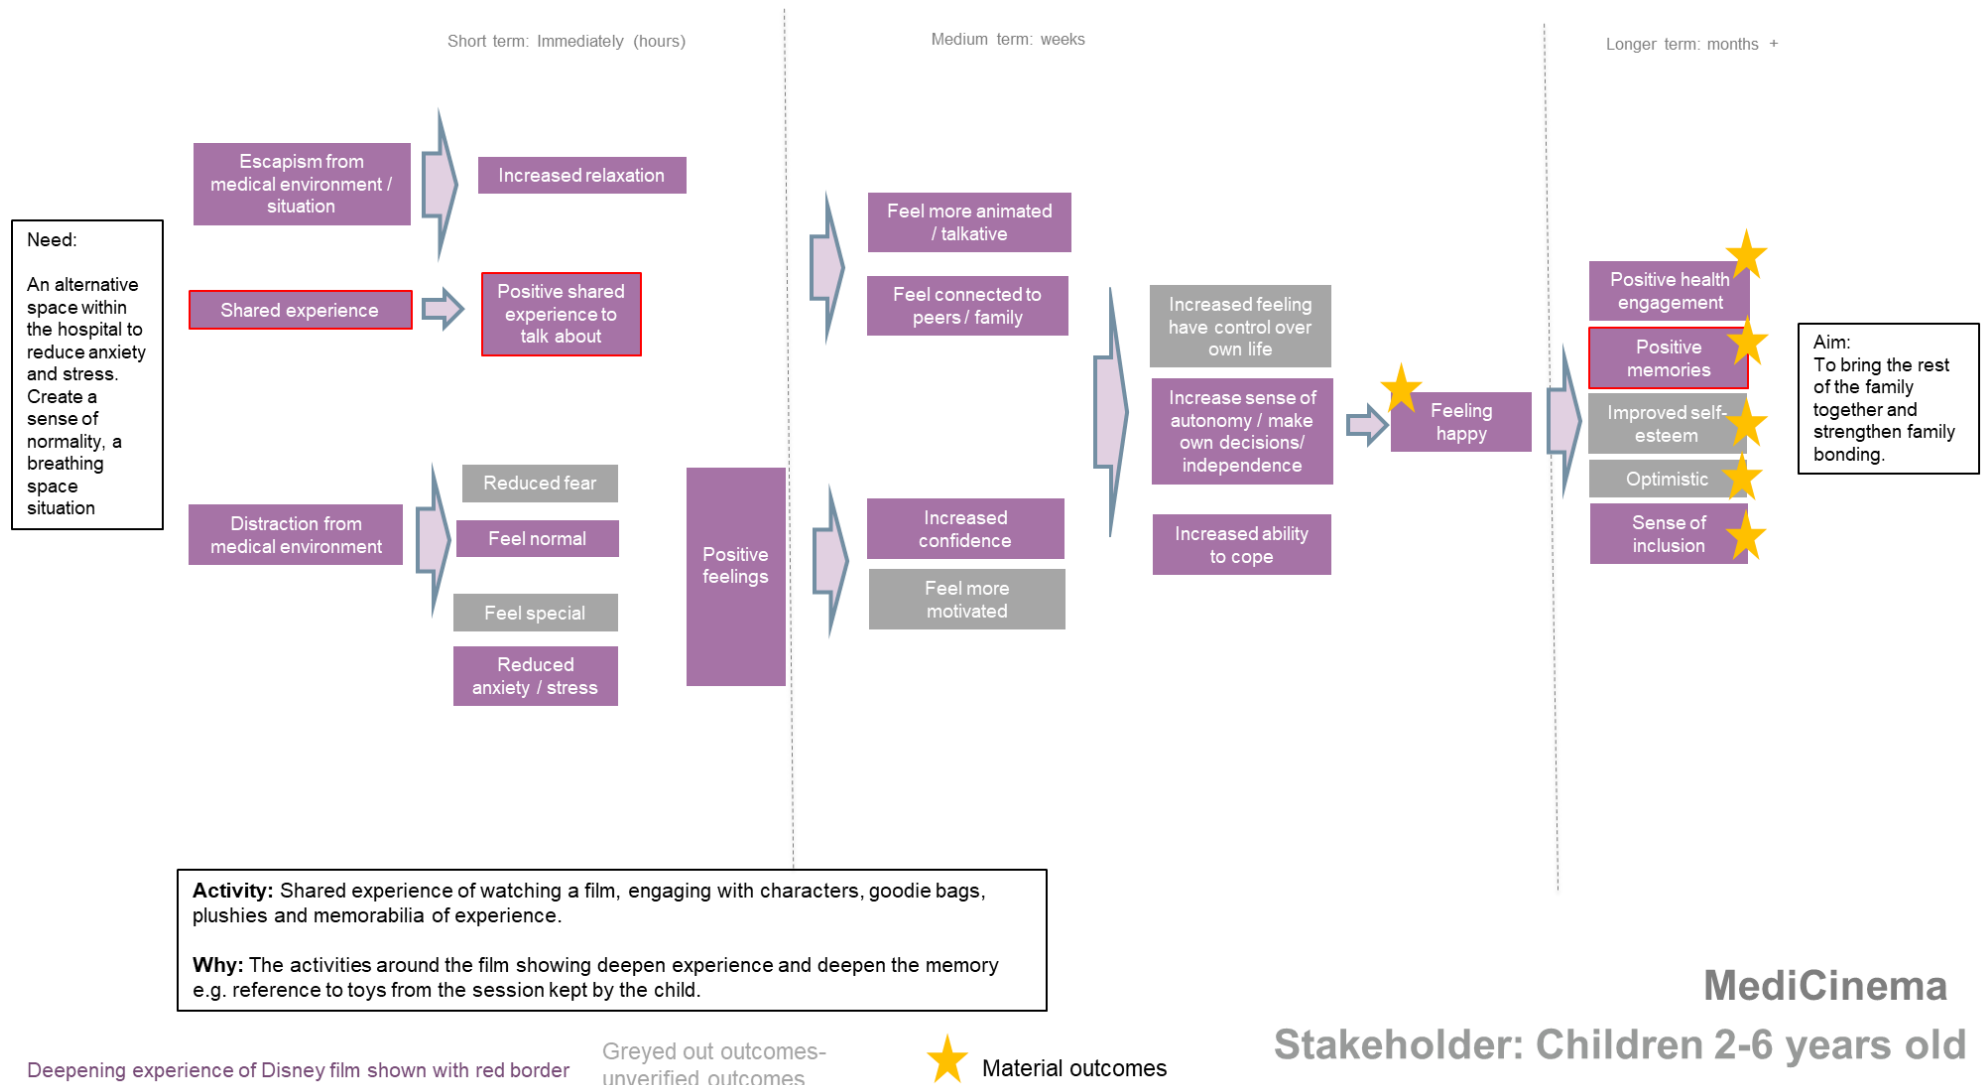 Short term: Immediately (hours)
Medium term: weeks
Longer term: months +
Need:
An alternative
space within
the hospital to
reduce anxiety
and stress.
Create a
sense of
normality, a
breathing
space
situation
Escapism from
medical environment /
situation
Increased relaxation
Shared experience
Positive shared
experience to
talk about
Distraction from
medical environment
Reduced fear
Feel normal
Feel special
Reduced
anxiety / stress
Positive
feelings
Feel more animated
/ talkative
Feel connected to
peers / family
Increased
confidence
Feel more
motivated
Increased feeling
have control over
own life
Increase sense of
autonomy / make
own decisions/
independence
Increased ability
to cope
Feeling
happy
Positive health
engagement
Positive
memories
Improved self-
esteem
Optimistic
Sense of
inclusion
Aim:
To bring the rest
of the family
together and
strengthen family
bonding.
Activity: Shared experience of watching a film, engaging with characters, goodie bags,
plushies and memorabilia of experience.
Why: The activities around the film showing deepen experience and deepen the memory
e.g. reference to toys from the session kept by the child.
MediCinema
Stakeholder: Children 2-6 years old
Deepening experience of Disney film shown with red border
Greyed out outcomes-
unverified outcomes
Material outcomes